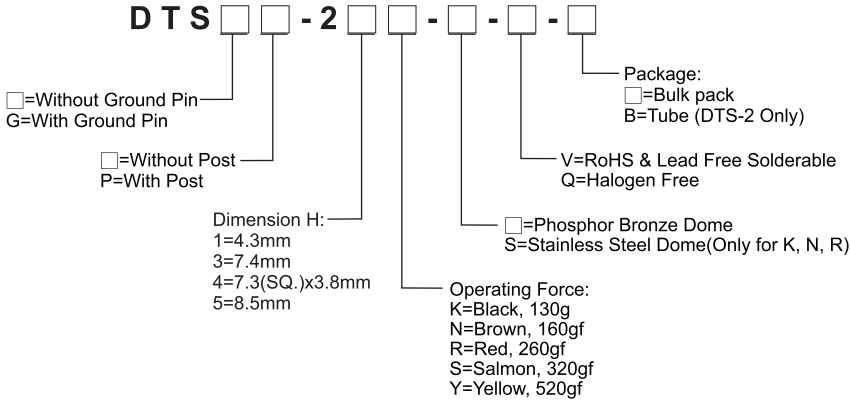 DTS□□-2□□-□-□-□
□=Without Ground Pin
G=With Ground Pin
□=Without Post
P=With Post
Dimension H:
1=4.3mm
3=7.4mm
4=7.3(SQ.)x3.8mm
5=8.5mm
Operating Force:
K=Black, 130g
N=Brown, 160gf
R=Red, 260gf
S=Salmon, 320gf
Y=Yellow, 520gf
□=Phosphor Bronze Dome
S=Stainless Steel Dome(Only for K, N, R)
V=RoHS & Lead Free Solderable
Q=Halogen Free
Package:
□=Bulk pack
B=Tube (DTS-2 Only)